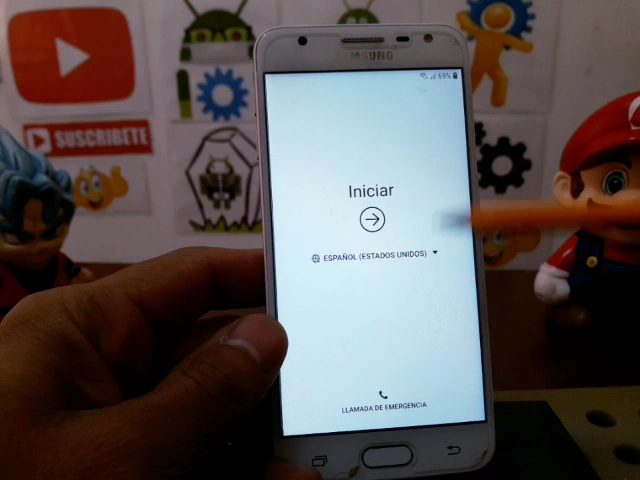 SUSCRIBETE
SAMSUNG
69%
Iniciar
ESPAÑOL (ESTADOS UNIDOS)
LLAMADA DE EMERGENCIA